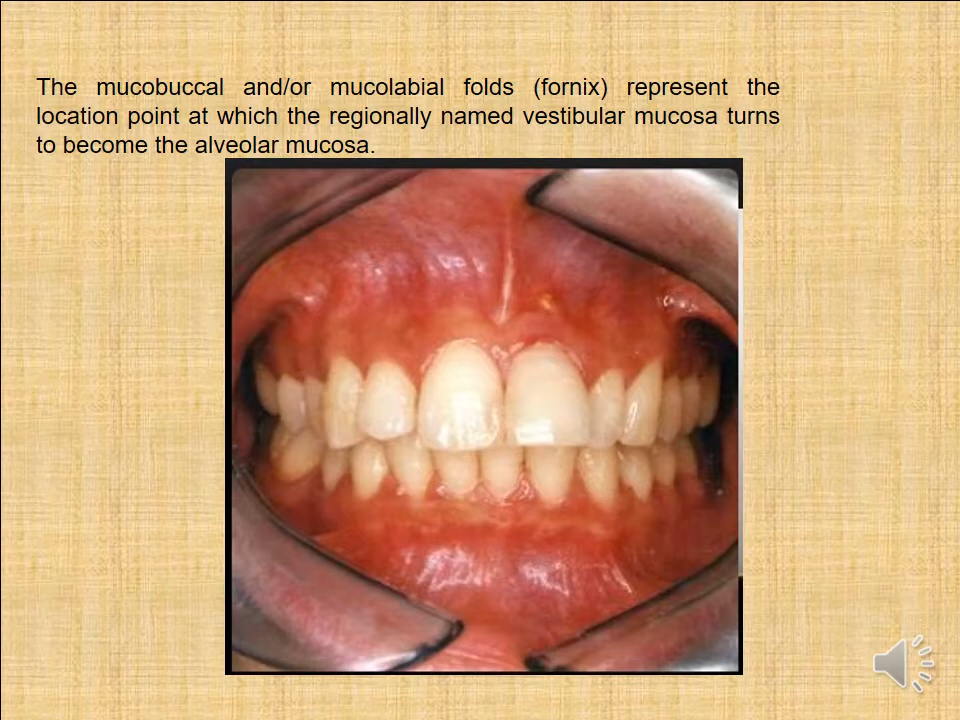 The mucobuccal and/or mucolabial folds (fornix) represent the
location point at which the regionally named vestibular mucosa turns
to become the alveolar mucosa.